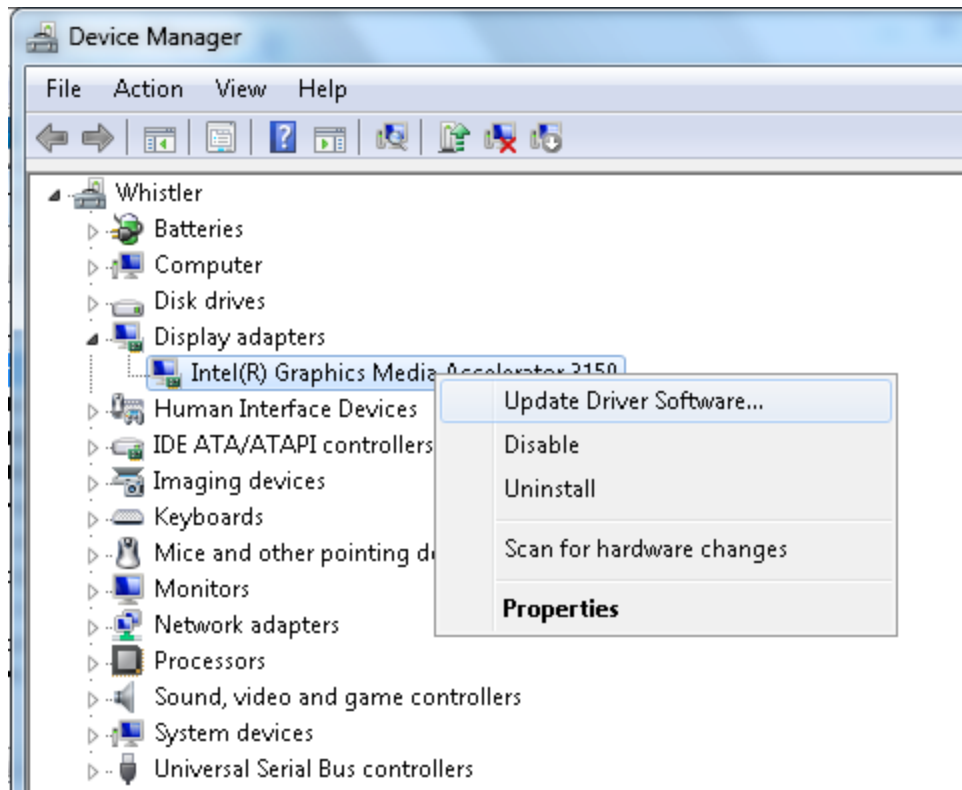 Device Manager
File Action View Help
Whistler
Batteries
Computer
Disk drives
Display adapters
Intel(R) Graphics Media Accelerator 3150
Update Driver Software...
Human Interface Devices
Disable
IDE ATA/ATAPI controllers
Imaging devices
Uninstall
Keyboards
Mice and other pointing
Scan for hardware changes
Monitors
Properties
Network adapters
Processors
Sound, video and game controllers
System devices
Universal Serial Bus controllers